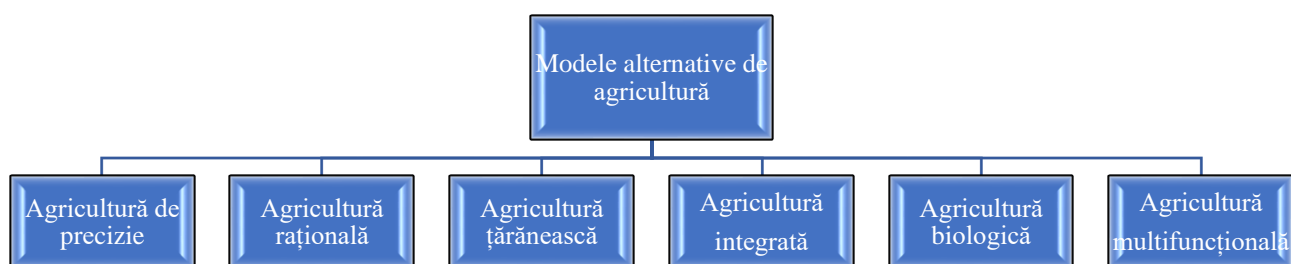 Modele alternative de
agricultură
Agricultură de
precizie
Agricultură
rațională
Agricultură
țărănească
Agricultură
integrată
Agricultură
biologică
Agricultură
multifuncțională